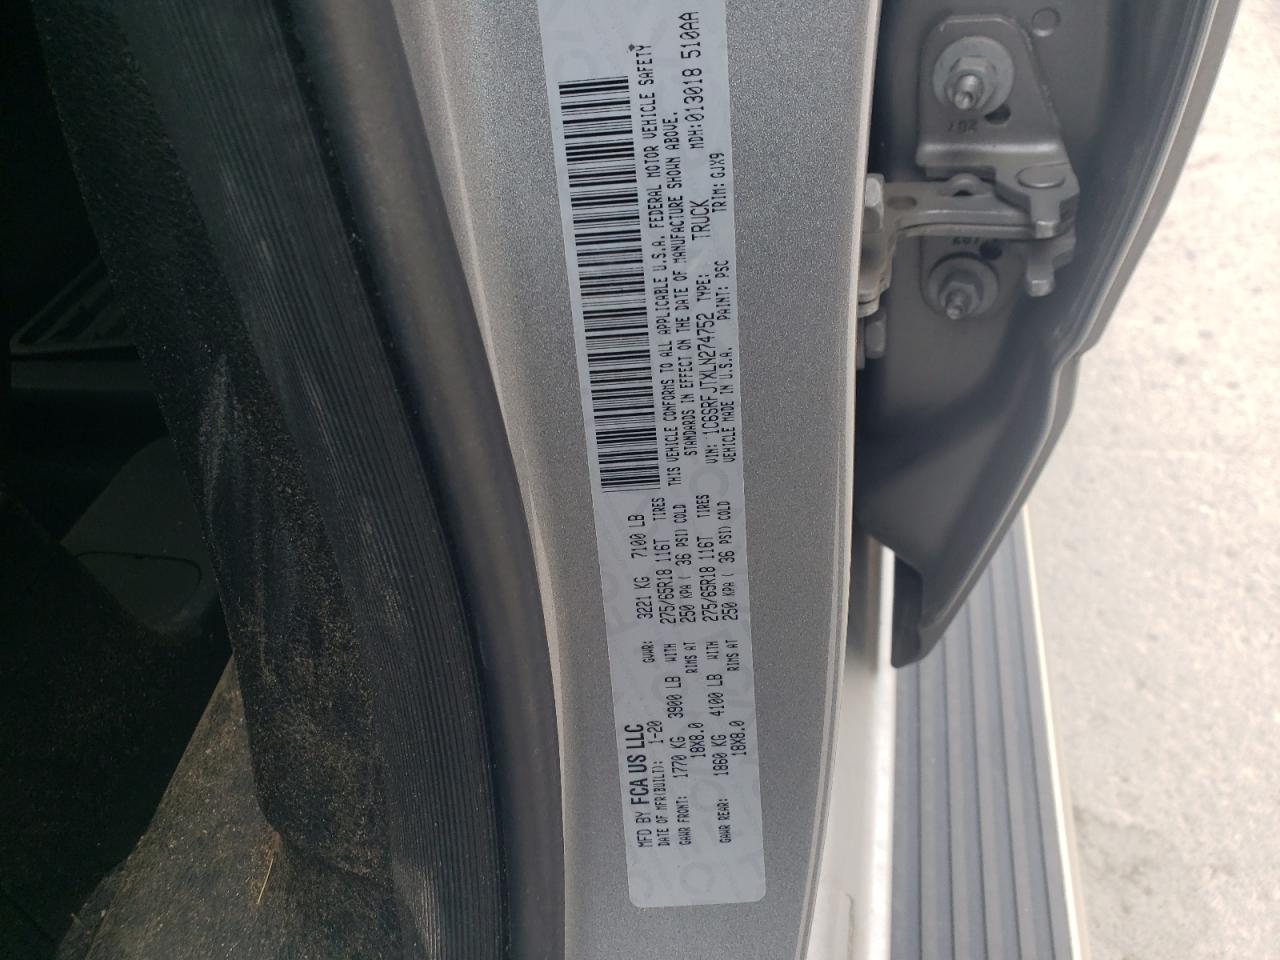 MFD BY FCA US LLC
DATE OF MFR(BUILT): 1-20 GVWR: 3221 KG 7100 LB
GAWR FRONT: 1770 KG 3900 LB WITH 275/65R18 116T TIRES
18X8.0 RIMS AT 250 KPA ( 36 PSI) COLD
GAWR REAR: 1860 KG 4100 LB WITH 275/65R18 116T TIRES
18X8.0 RIMS AT 250 KPA ( 36 PSI) COLD
THIS VEHICLE CONFORMS TO ALL APPLICABLE U.S.A. FEDERAL MOTOR VEHICLE SAFETY
STANDARDS IN EFFECT ON THE DATE OF MANUFACTURE SHOWN ABOVE.
VIN: 1C6SRFJTXLN274752 TYPE: TRUCK MDH:013018 510AA
VEHICLE MADE IN U.S.A. PAINT: PSC TRIM: GJX9